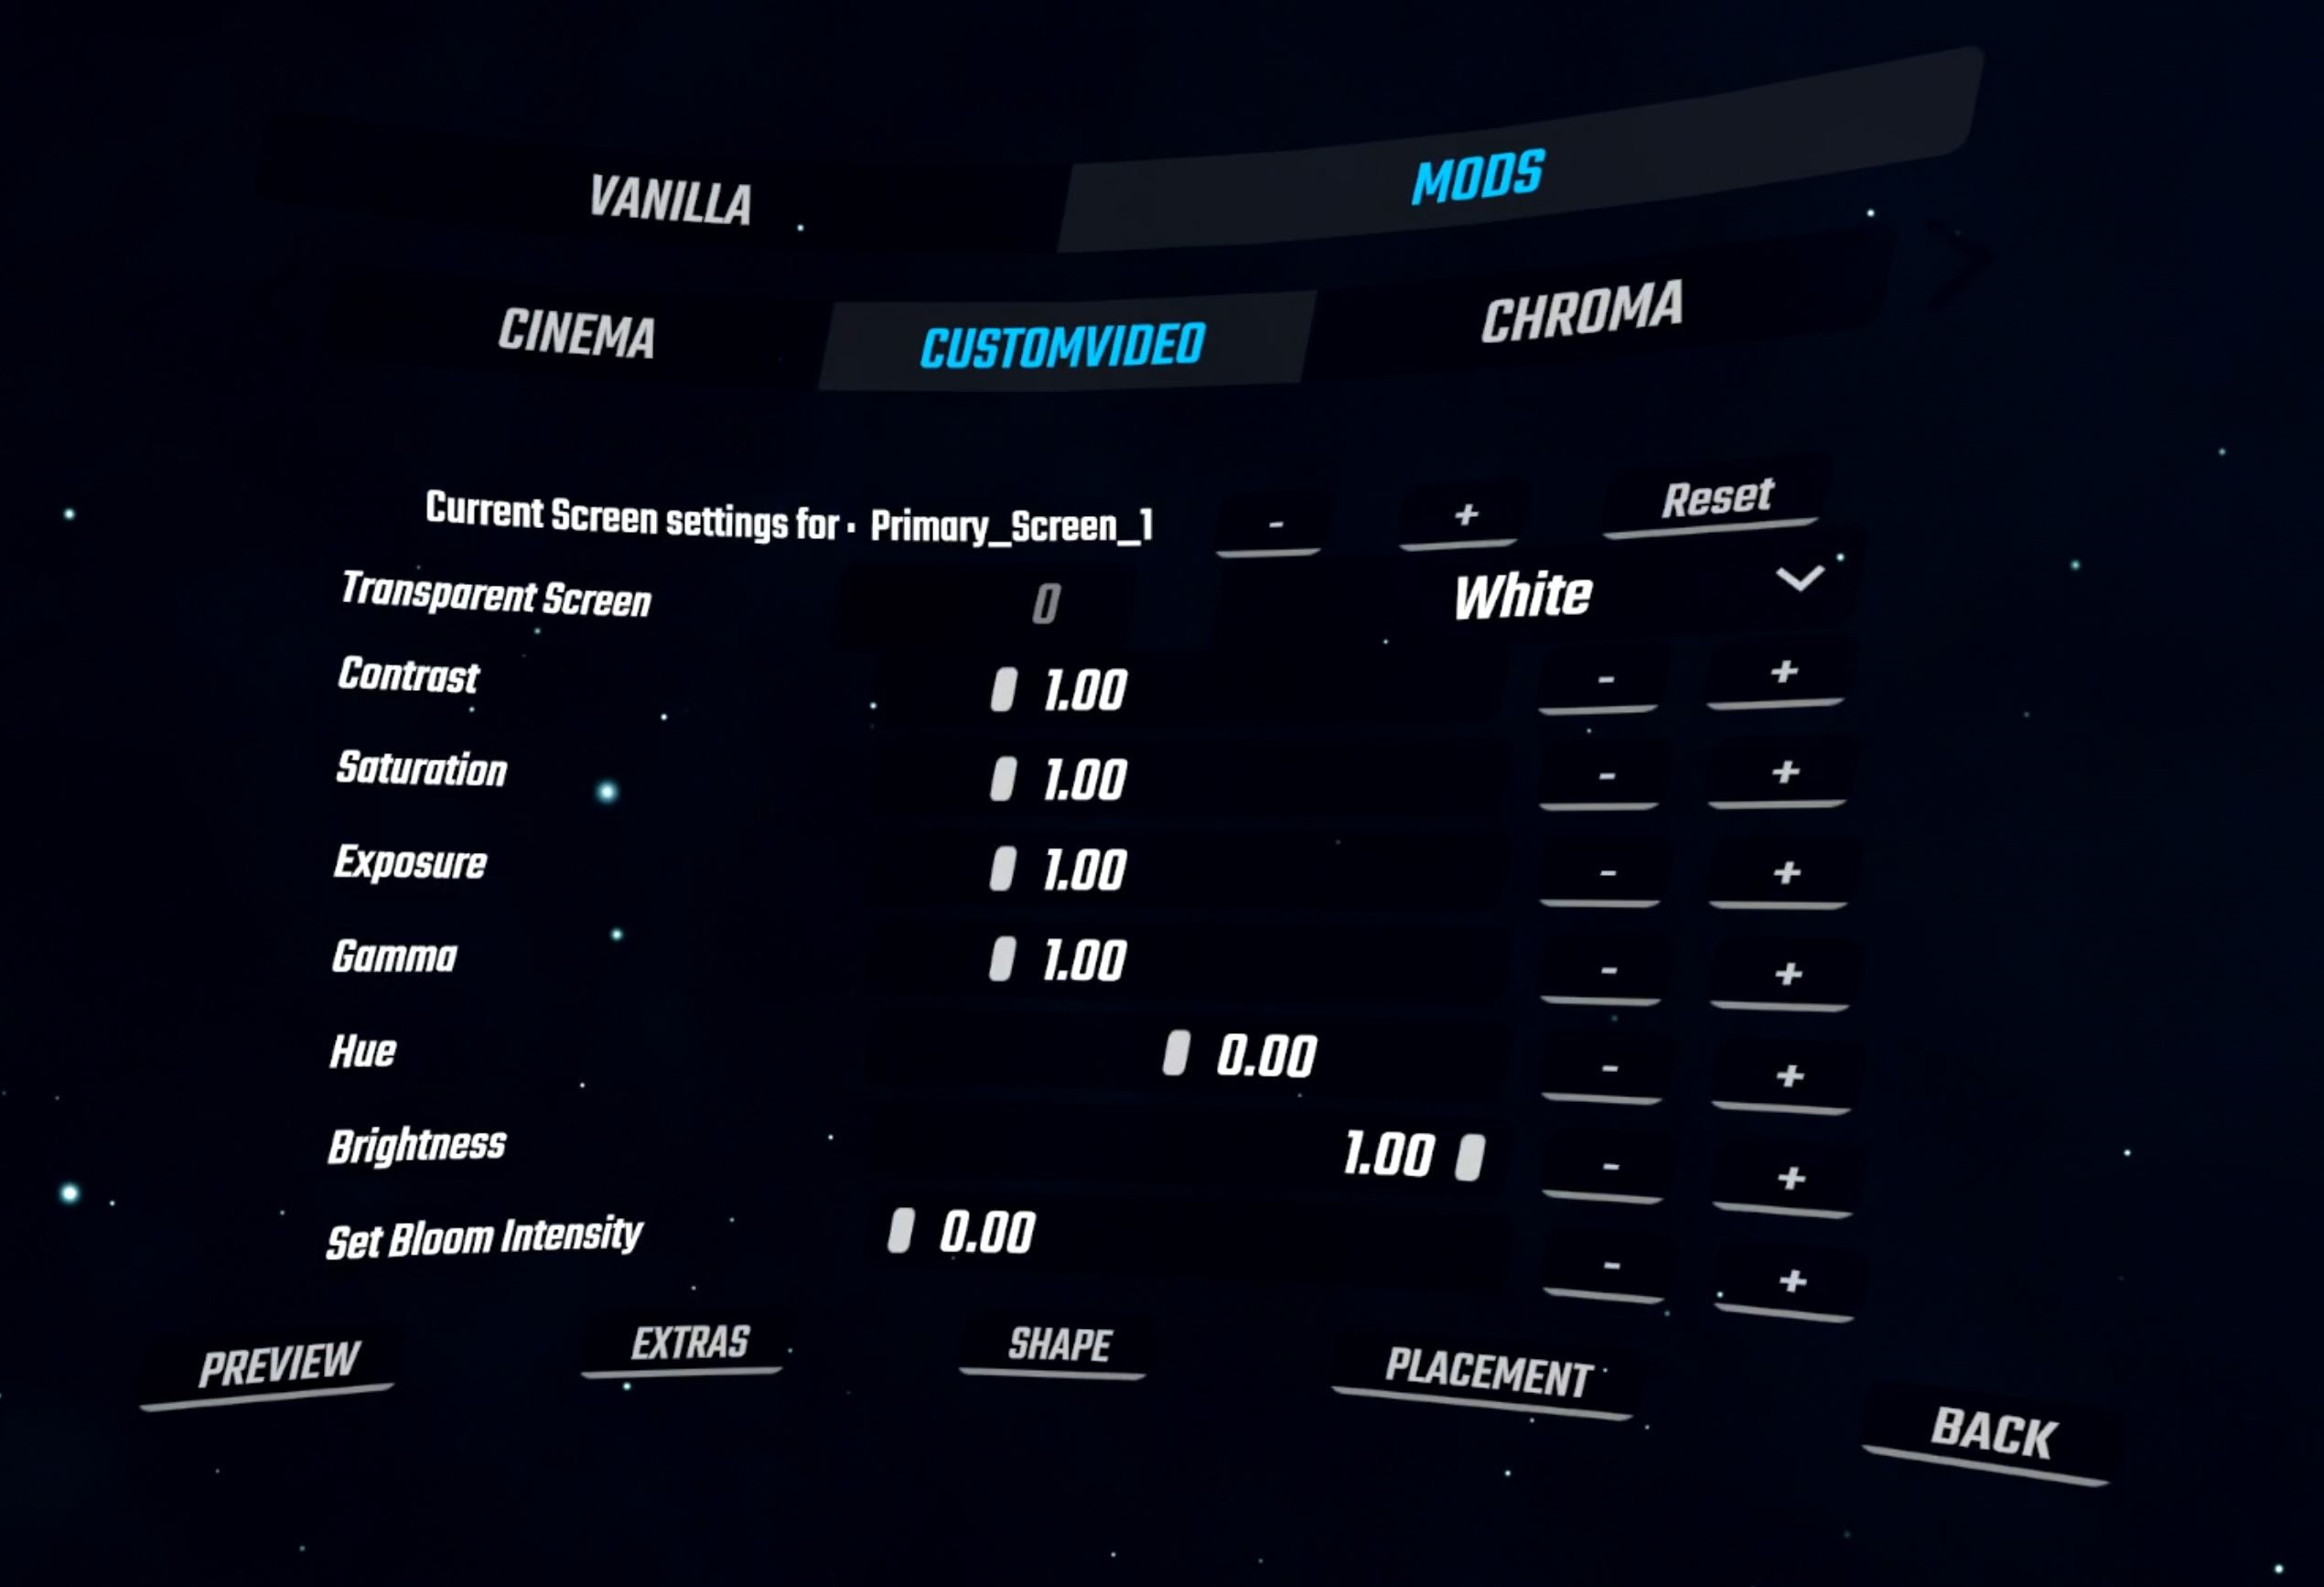 VANILLA MODS
CINEMA CUSTOMVIDEO CHROMA
Current Screen settings for · Primary_Screen_1 - + Reset
Transparent Screen 0 White
Contrast 1.00 - +
Saturation 1.00 - +
Exposure 1.00 - +
Gamma 1.00 - +
Hue 0.00 - +
Brightness 1.00 - +
Set Bloom Intensity 0.00 - +
PREVIEW EXTRAS SHAPE PLACEMENT
BACK